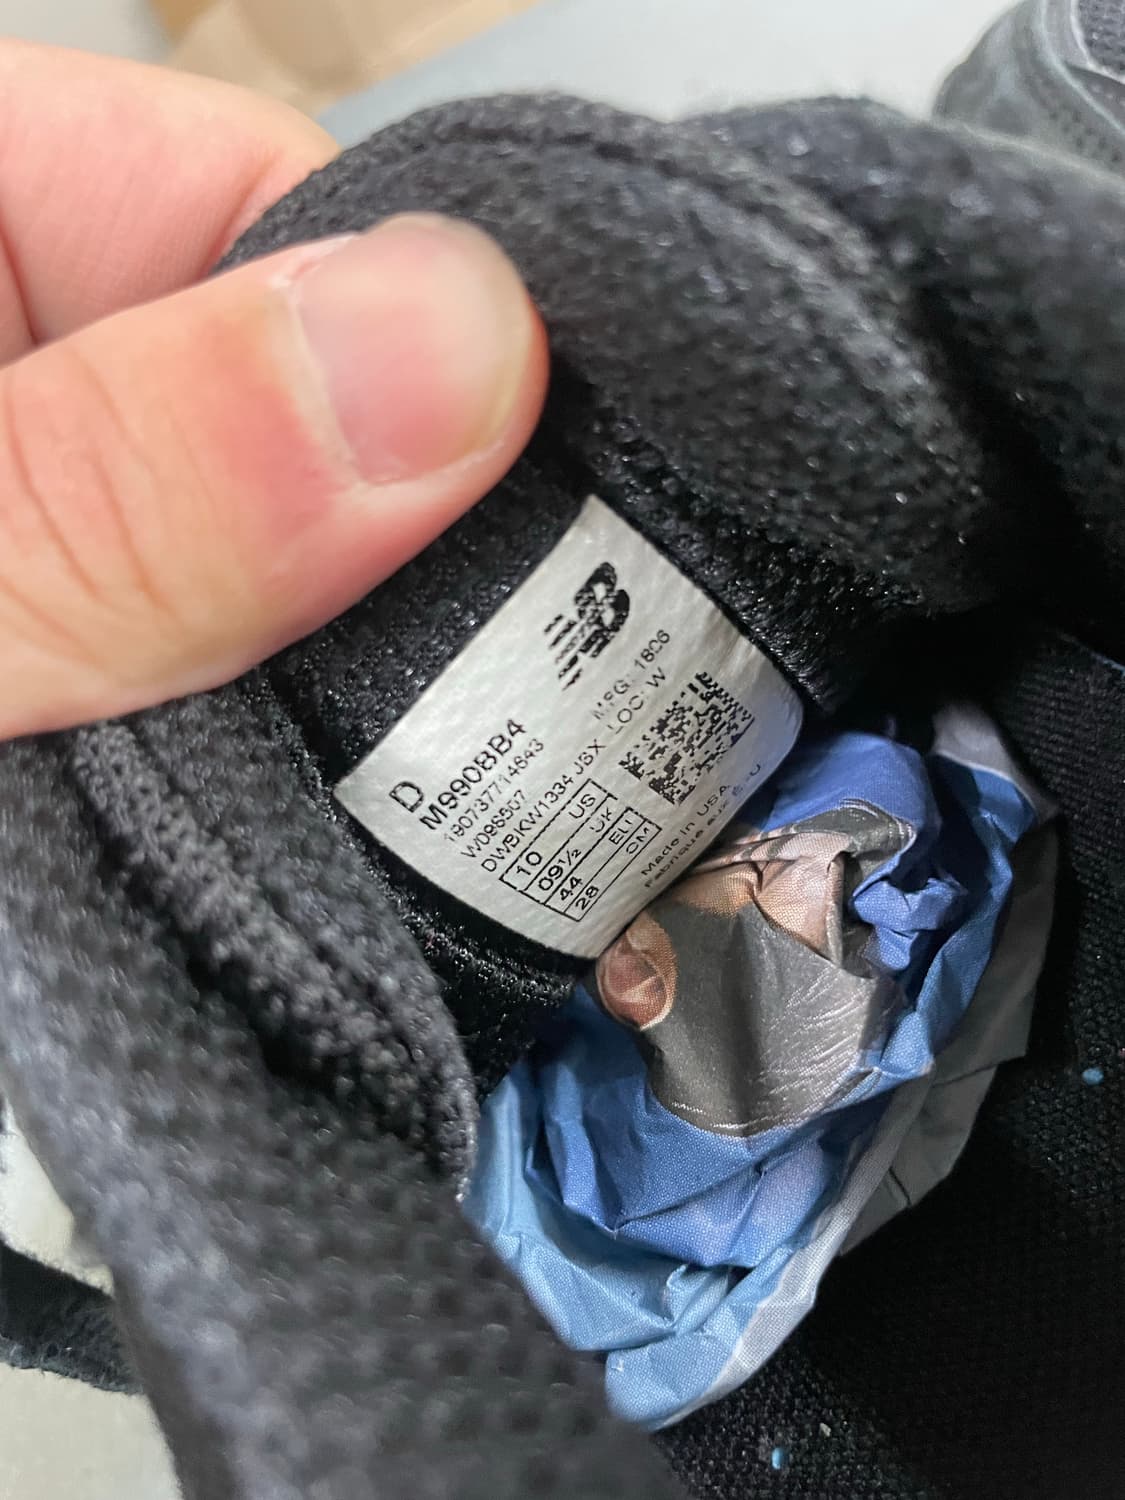 D
M990BB4
190737714643
W09S507
DWBKW1334 JSX
MFG: 1806
LOC: W
10 US
09½ UK
44 EU
28 CM
Made in USA